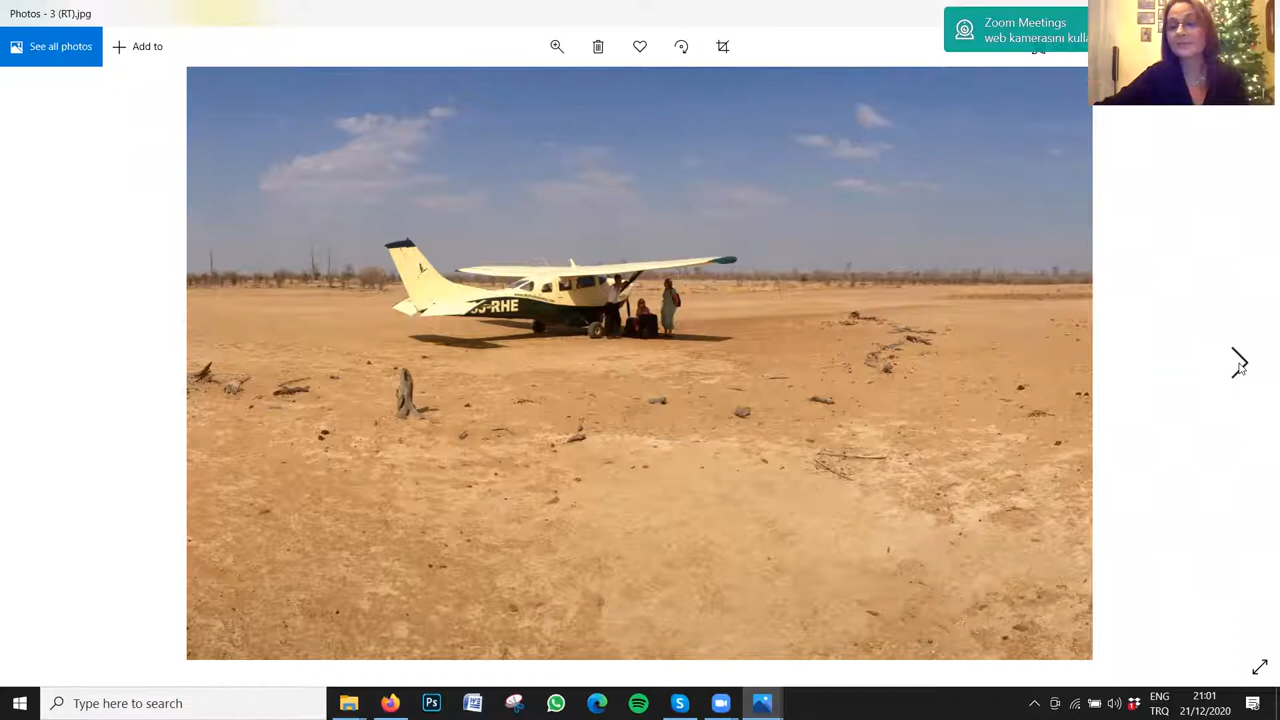 Photos - 3 (RT).jpg
See all photos
Add to
Zoom Meetings
web kamerasını kulla
J-RHE
Type here to search
Ps
ENG
TRQ
21:01
21/12/2020